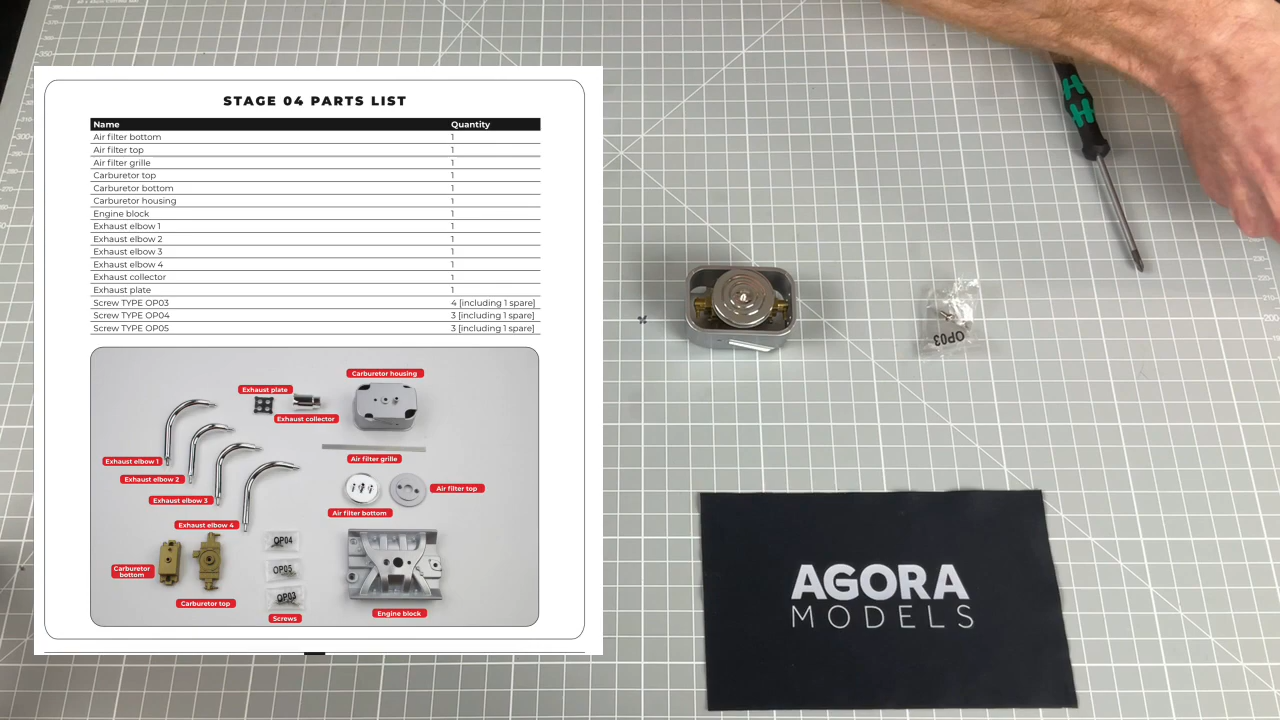 STAGE 04 PARTS LIST
Name Quantity
Air filter bottom 1
Air filter top 1
Air filter grille 1
Carburetor top 1
Carburetor bottom 1
Carburetor housing 1
Engine block 1
Exhaust elbow 1 1
Exhaust elbow 2 1
Exhaust elbow 3 1
Exhaust elbow 4 1
Exhaust collector 1
Exhaust plate 1
Screw TYPE OP03 4 [including 1 spare]
Screw TYPE OP04 3 [including 1 spare]
Screw TYPE OP05 3 [including 1 spare]
Carburetor housing
Exhaust plate
Exhaust collector
Exhaust elbow 1
Air filter grille
Exhaust elbow 2
Air filter top
Exhaust elbow 3
Air filter bottom
Exhaust elbow 4
OP04
Carburetor
bottom
OP05
OP03
Carburetor top
Engine block
Screws
OP03
AGORA
MODELS